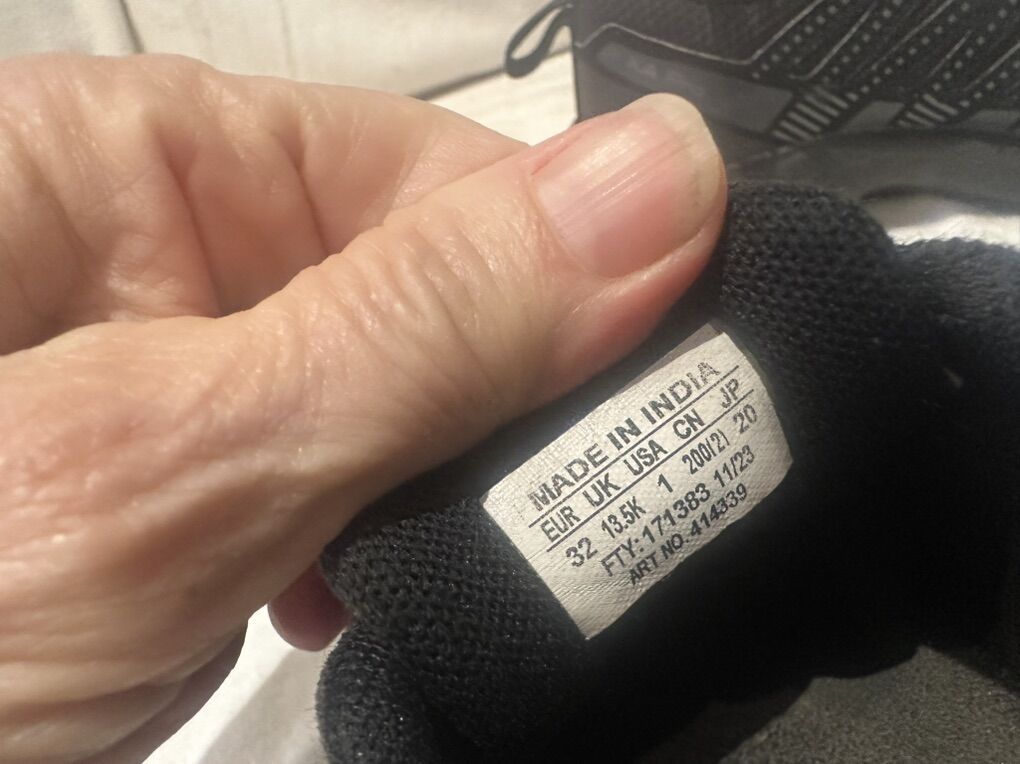 MADE IN INDIA
EUR UK USA CN JP
32 13.5K 1 200(2) 20
FTY:171383 11/23
ART NO.414339